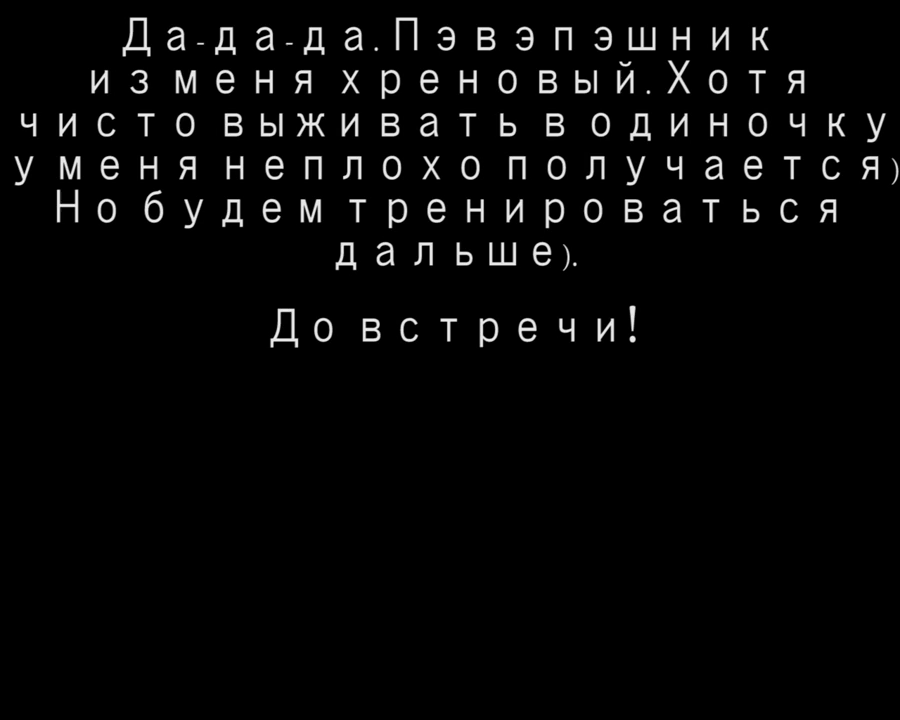 Да-да-да.Пэвэпэшник
из меня хреновый.Хотя
чисто выживать в одиночку
у меня неплохо получается)
Но будем тренироваться
дальше).
До встречи!